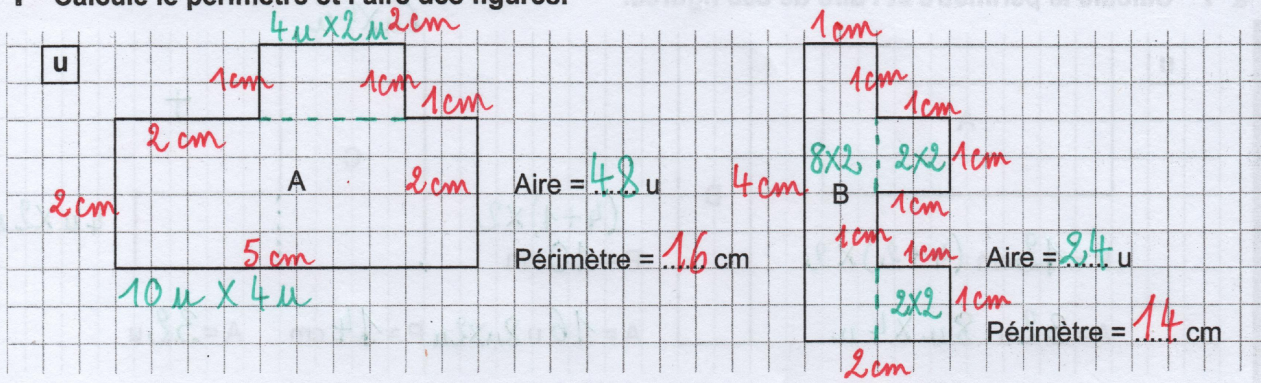 Calcule le périmètre et l'aire des figures.
u
4u x 2u 2cm
1cm 1cm
1cm
2 cm
A
2cm
2cm
5 cm
10 u x 4 u
Aire = 48 u
Périmètre = 16 cm
1cm
1cm
1cm
8x2 2x2 1cm
4cm
B
1cm
1cm
1cm
2x2 1cm
2cm
Aire = 24 u
Périmètre = 14 cm